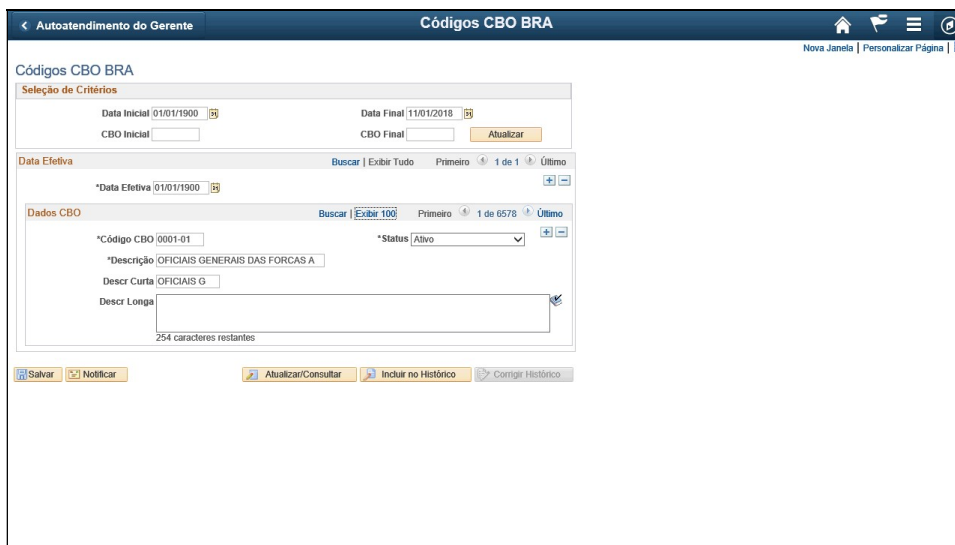 Autoatendimento do Gerente Códigos CBO BRA
Nova Janela | Personalizar Página |
Códigos CBO BRA
Seleção de Critérios
Data Inicial 01/01/1900 Data Final 11/01/2018
CBO Inicial CBO Final Atualizar
Data Efetiva Buscar | Exibir Tudo Primeiro 1 de 1 Último
*Data Efetiva 01/01/1900
Dados CBO Buscar | Exibir 100 Primeiro 1 de 6578 Último
*Código CBO 0001-01 *Status Ativo
*Descrição OFICIAIS GENERAIS DAS FORCAS A
Descr Curta OFICIAIS G
Descr Longa
254 caracteres restantes
Salvar Notificar Atualizar/Consultar Incluir no Histórico Corrigir Histórico